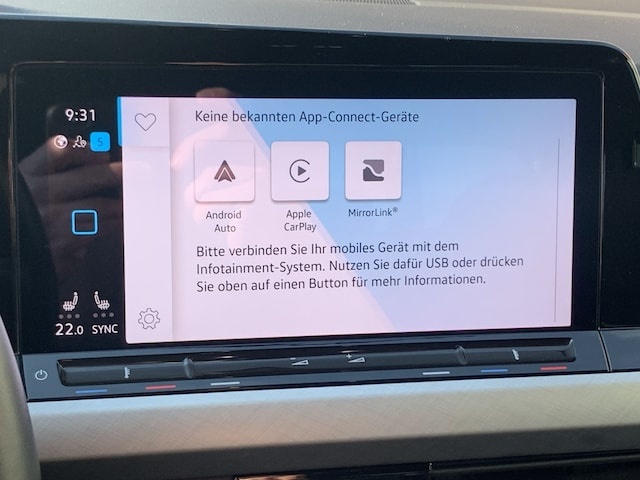 9:31
5
Keine bekannten App-Connect-Geräte
Android
Auto
Apple
CarPlay
MirrorLink®
Bitte verbinden Sie Ihr mobiles Gerät mit dem
Infotainment-System. Nutzen Sie dafür USB oder drücken
Sie oben auf einen Button für mehr Informationen.
22.0 SYNC